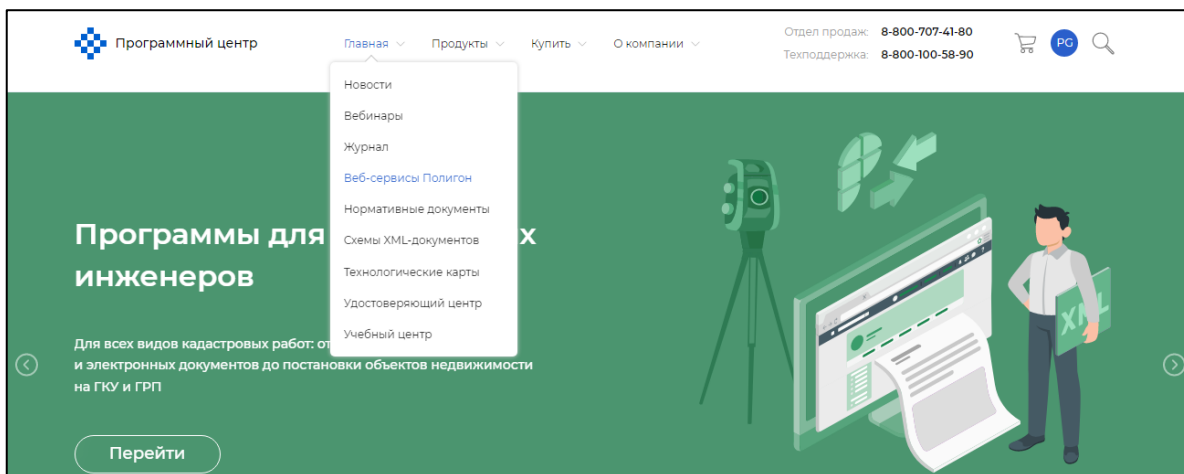 Программный центр
Главная
Продукты
Купить
О компании
Отдел продаж: 8-800-707-41-80
Техподдержка: 8-800-100-58-90
PG
Новости
Вебинары
Журнал
Веб-сервисы Полигон
Нормативные документы
Схемы XML-документов
Технологические карты
Удостоверяющий центр
Учебный центр
Программы для х
инженеров
Для всех видов кадастровых работ: от
и электронных документов до постановки объектов недвижимости
на ГКУ и ГРП
Перейти
XML